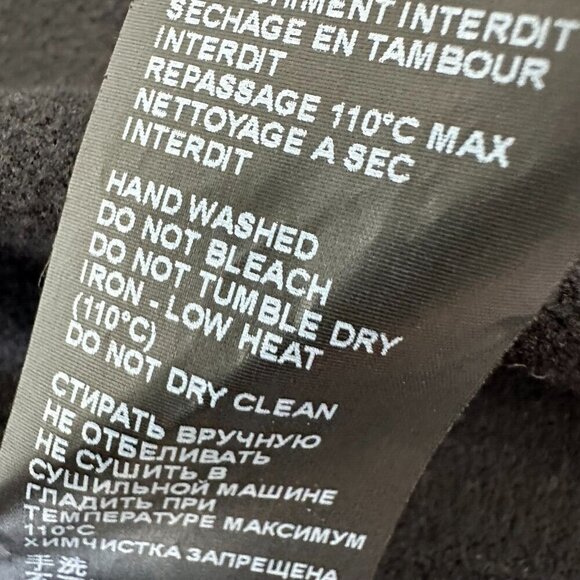 INTERDIT
SECHAGE EN TAMBOUR
INTERDIT
REPASSAGE 110°C MAX
NETTOYAGE A SEC
INTERDIT
HAND WASHED
DO NOT BLEACH
DO NOT TUMBLE DRY
IRON - LOW HEAT
(110°C)
DO NOT DRY CLEAN
СТИРАТЬ ВРУЧНУЮ
НЕ ОТБЕЛИВАТЬ
НЕ СУШИТЬ В
СУШИЛЬНОЙ МАШИНЕ
ГЛАДИТЬ ПРИ
ТЕМПЕРАТУРЕ МАКСИМУМ
110°C
ХИМЧИСТКА ЗАПРЕЩЕНА
手洗